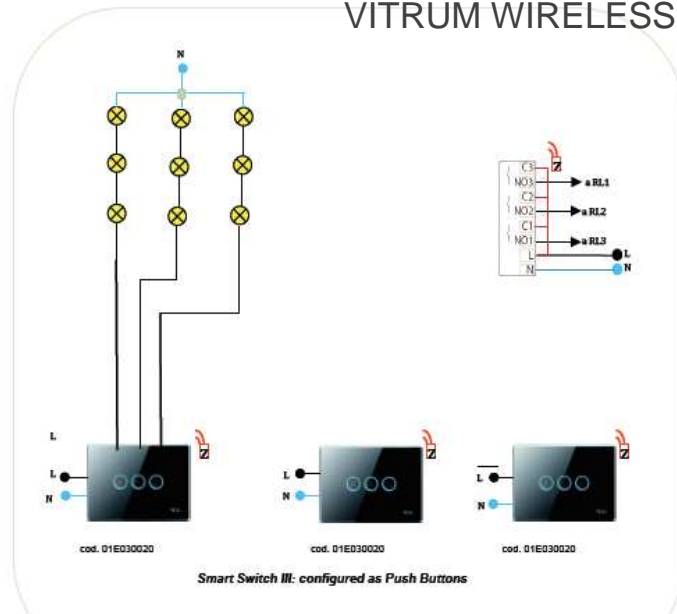 VITRUM WIRELESS
N
C3
Z
NO3
a RL1
C2
NO2
a RL2
C1
NO1
a RL3
L
L
N
N
L
Z
Z
Z
L
L
L
N
N
N
cod. 01E030020
cod. 01E030020
cod. 01E030020
Smart Switch III: configured as Push Buttons